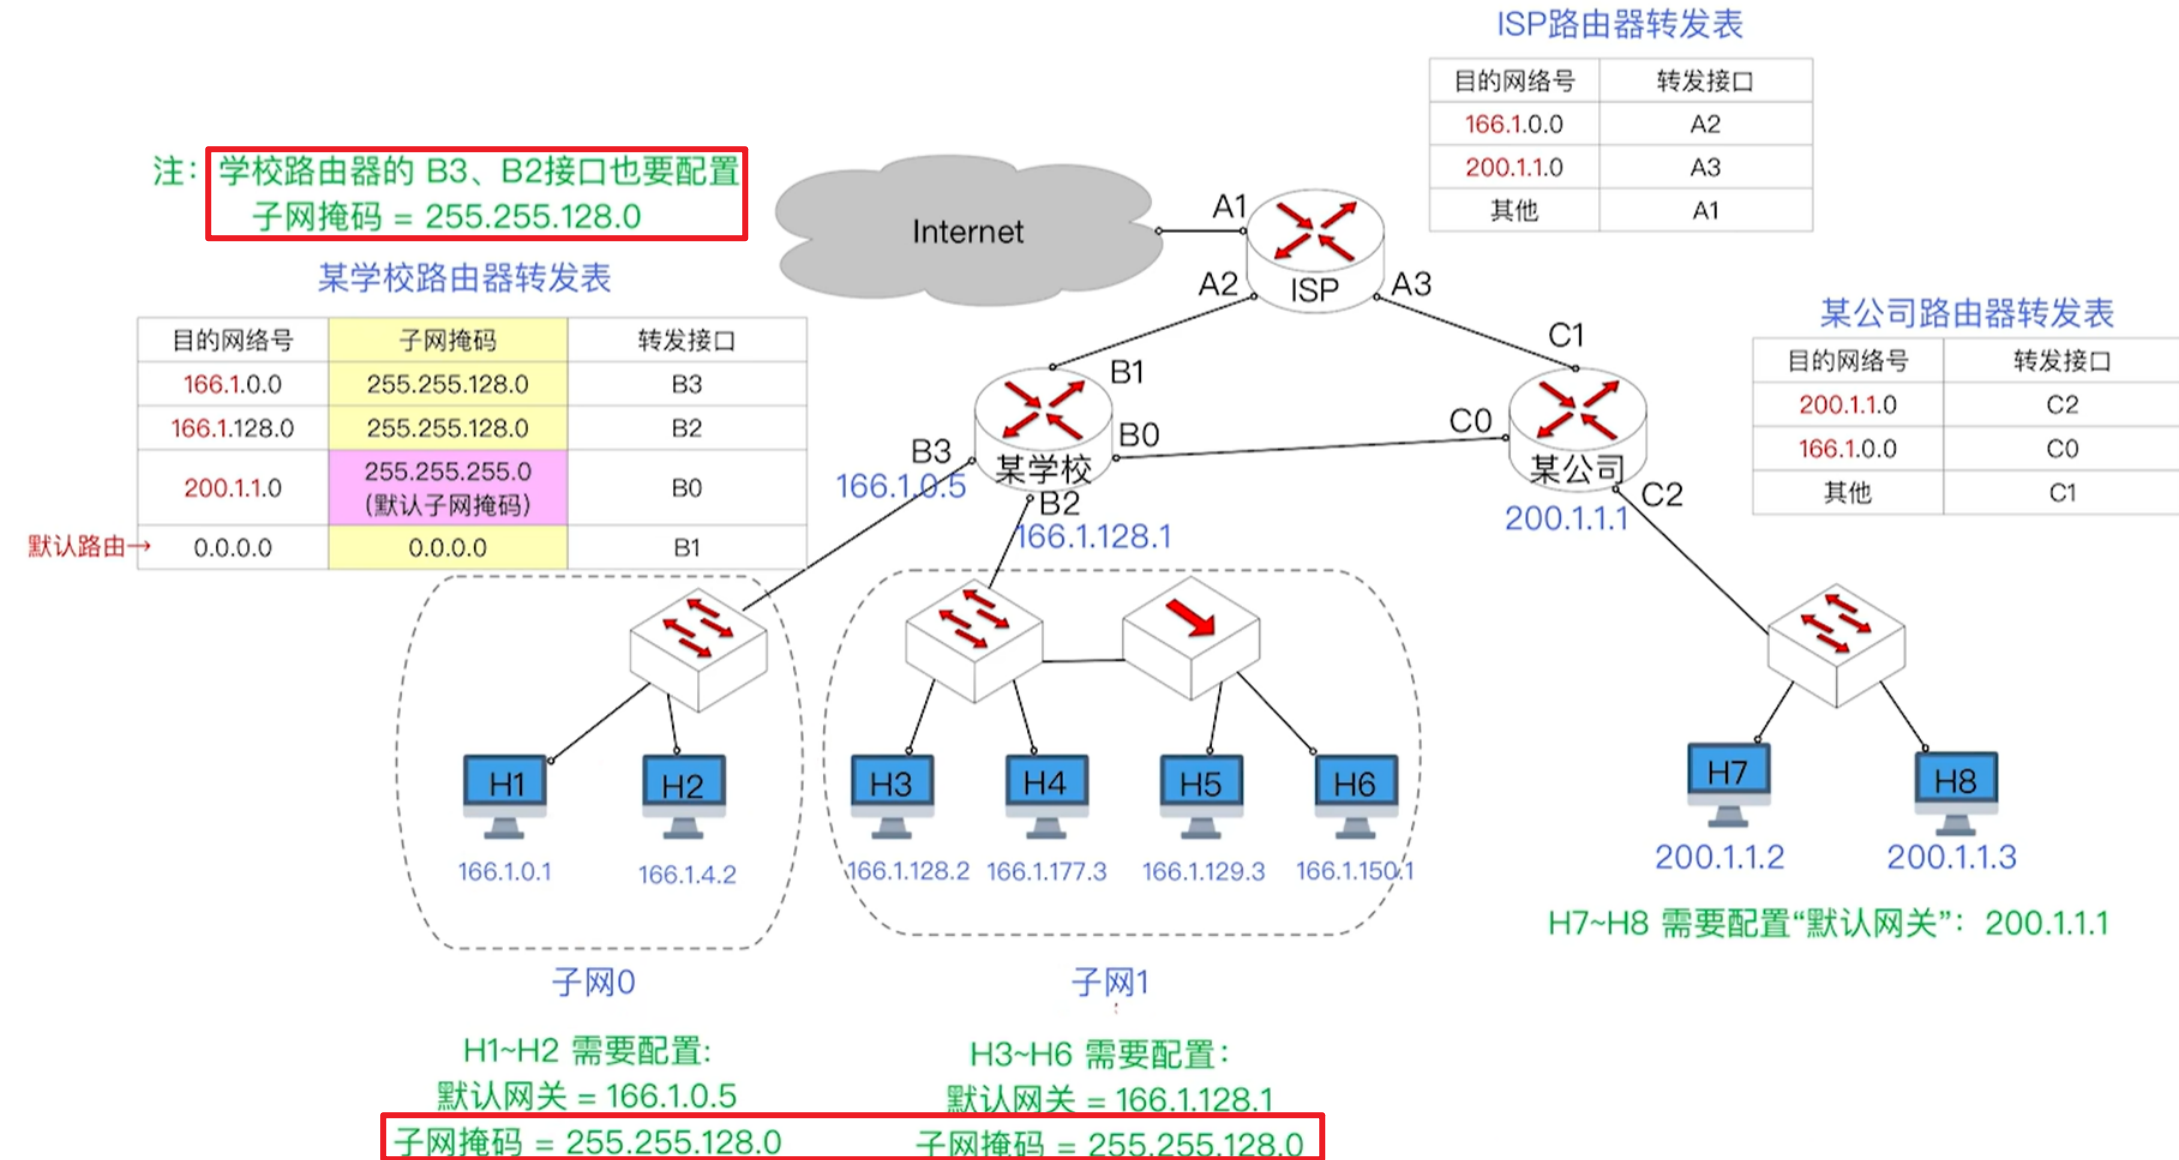 ISP路由器转发表
目的网络号 转发接口
166.1.0.0 A2
200.1.1.0 A3
其他 A1
注：学校路由器的 B3、B2接口也要配置
子网掩码 = 255.255.128.0
某学校路由器转发表
目的网络号 子网掩码 转发接口
166.1.0.0 255.255.128.0 B3
166.1.128.0 255.255.128.0 B2
200.1.1.0 255.255.255.0 B0
(默认子网掩码)
默认路由→ 0.0.0.0 0.0.0.0 B1
Internet
A1
ISP
A2
A3
某公司路由器转发表
目的网络号 转发接口
200.1.1.0 C2
166.1.0.0 C0
其他 C1
B1
C1
B0
C0
B3
某学校
某公司
166.1.0.5
B2
C2
166.1.128.1
200.1.1.1
H1
H2
H3
H4
H5
H6
H7
H8
166.1.0.1
166.1.4.2
166.1.128.2
166.1.177.3
166.1.129.3
166.1.150.1
200.1.1.2
200.1.1.3
H7~H8 需要配置“默认网关”：200.1.1.1
子网0
子网1
H1~H2 需要配置:
默认网关 = 166.1.0.5
子网掩码 = 255.255.128.0
H3~H6 需要配置：
默认网关 = 166.1.128.1
子网掩码 = 255.255.128.0